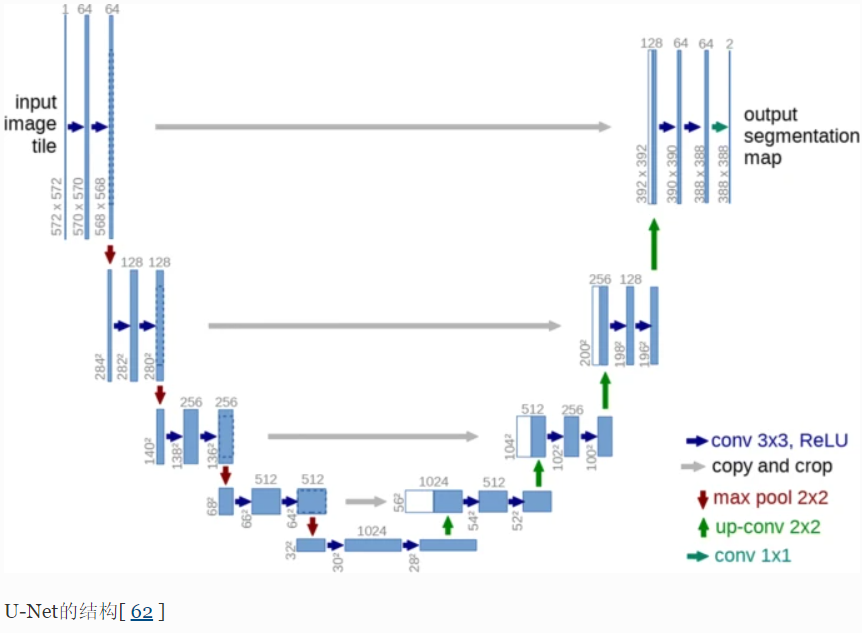 1 64 64
128 64 64 2
input
image
tile
output
segmentation
map
572 x 572
570 x 570
568 x 568
392 x 392
390 x 390
388 x 388
388 x 388
128 128
256 128
284²
282²
280²
200²
198²
196²
256 256
512 256
140²
138²
136²
104²
102²
100²
512 512
1024 512
68²
66²
64²
56²
54²
52²
1024
32²
30²
28²
conv 3x3, ReLU
copy and crop
max pool 2x2
up-conv 2x2
conv 1x1
U-Net的结构[ 62 ]